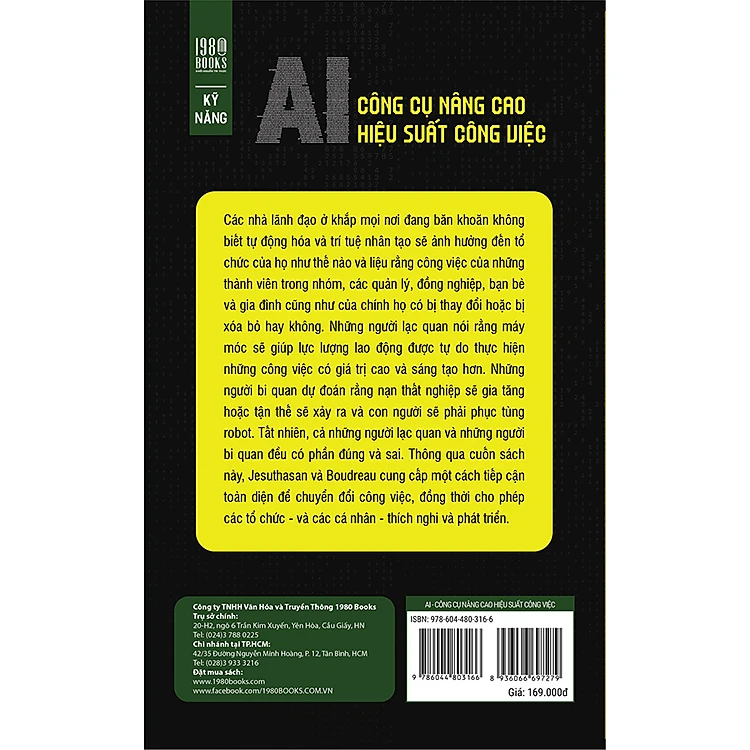 1980
BOOKS
KỸ
NĂNG
AI
CÔNG CỤ NÂNG CAO
HIỆU SUẤT CÔNG VIỆC
Các nhà lãnh đạo ở khắp mọi nơi đang băn khoăn không
biết tự động hóa và trí tuệ nhân tạo sẽ ảnh hưởng đến tổ
chức của họ như thế nào và liệu rằng công việc của những
thành viên trong nhóm, các quản lý, đồng nghiệp, bạn bè
và gia đình cũng như của chính họ có bị thay đổi hoặc bị
xóa bỏ hay không. Những người lạc quan nói rằng máy
móc sẽ giúp lực lượng lao động được tự do thực hiện
những công việc có giá trị cao và sáng tạo hơn. Những
người bi quan dự đoán rằng nạn thất nghiệp sẽ gia tăng
hoặc tận thế sẽ xảy ra và con người sẽ phải phục tùng
robot. Tất nhiên, cả những người lạc quan và những người
bi quan đều có phần đúng và sai. Thông qua cuốn sách
này, Jesuthasan và Boudreau cung cấp một cách tiếp cận
toàn diện để chuyển đổi công việc, đồng thời cho phép
các tổ chức - và các cá nhân - thích nghi và phát triển.
Công ty TNHH Văn Hóa và Truyền Thông 1980 Books
Trụ sở chính:
20-H2, ngõ 6 Trần Kim Xuyến, Yên Hòa, Cầu Giấy, HN
Tel: (024)3 788 0225
Chi nhánh tại TP.HCM:
42/35 Đường Nguyễn Minh Hoàng, P. 12, Tân Bình, HCM
Tel: (028)3 933 3216
Đặt mua sách:
www.1980books.com
www.facebook.com/1980BOOKS.COM.VN
AI - CÔNG CỤ NÂNG CAO HIỆU SUẤT CÔNG VIỆC
ISBN: 978-604-480-316-6
9 786044 803166
8 936066 697279
Giá: 169.000đ